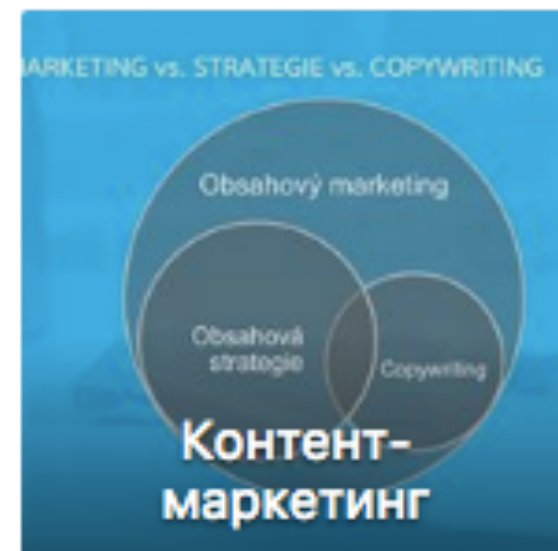 ARKETING vs. STRATEGIE vs. COPYWRITING
Obsahový marketing
Obsahová
strategie
Copywriting
Контент-
маркетинг